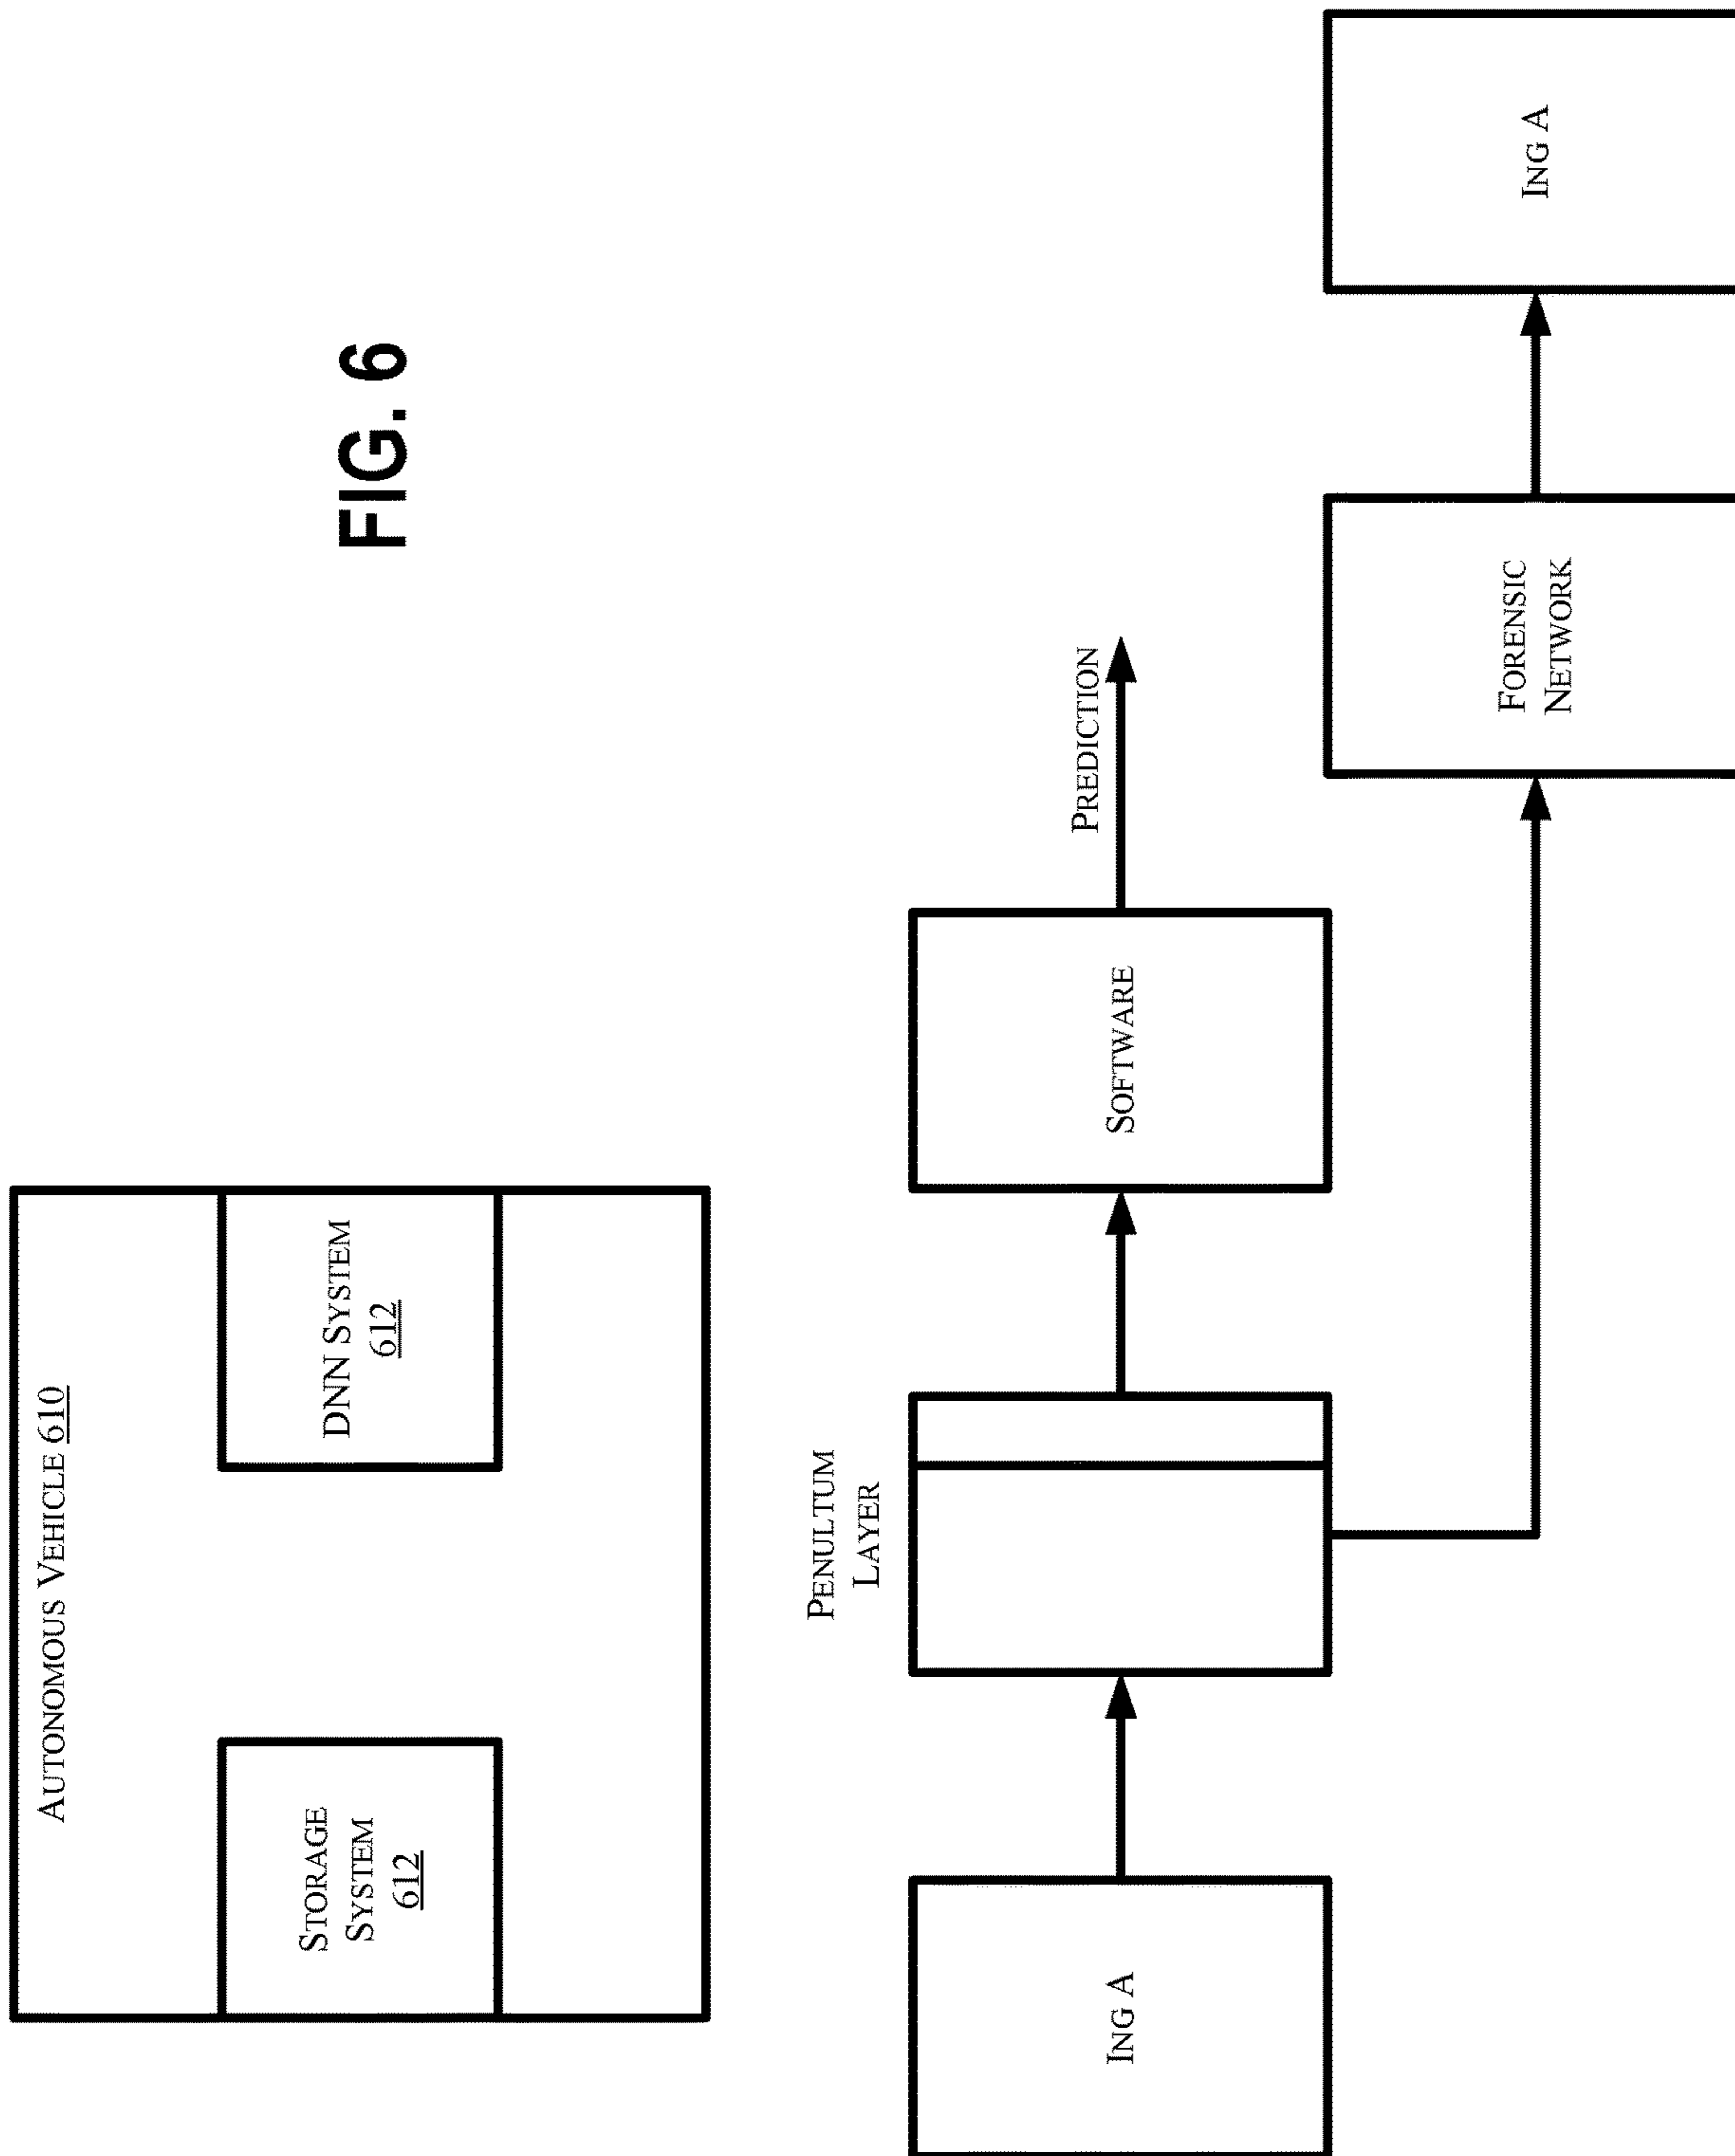 AUTONOMOUS VEHICLE 610
STORAGE
SYSTEM
612
DNN SYSTEM
612
FIG. 6
PENULTUM
LAYER
PREDICTION
ING A
SOFTWARE
FORENSIC
NETWORK
ING A